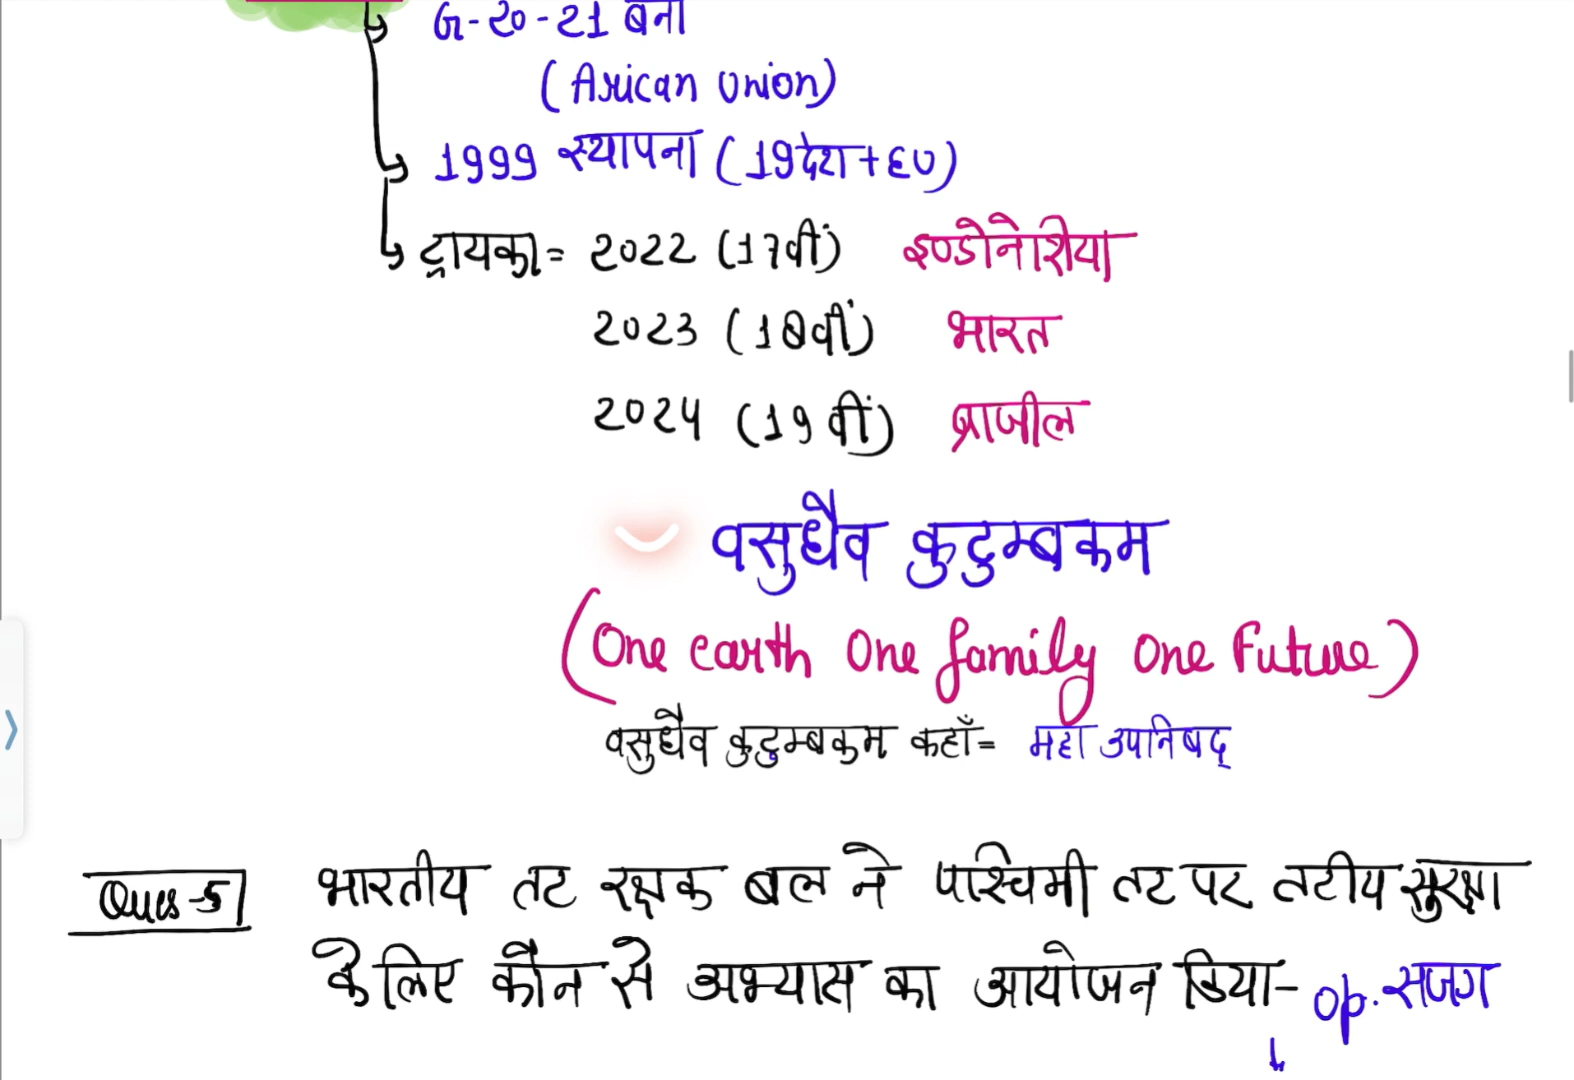 G-20-21 बना
(Arican Union)
1999 स्थापना (19देश+EU)
ट्रायका= 2022 (17वीं) इण्डोनेशिया
2023 (18वीं) भारत
2024 (19वीं) ब्राजील
वसुधैव कुटुम्बकम
(One earth One family One Future)
वसुधैव कुटुम्बकम कहाँ= महा उपनिषद्
Ques-5 भारतीय तट रक्षक बल ने पश्चिमी तट पर तटीय सुरक्षा
के लिए कौन से अभ्यास का आयोजन किया- op. सजग